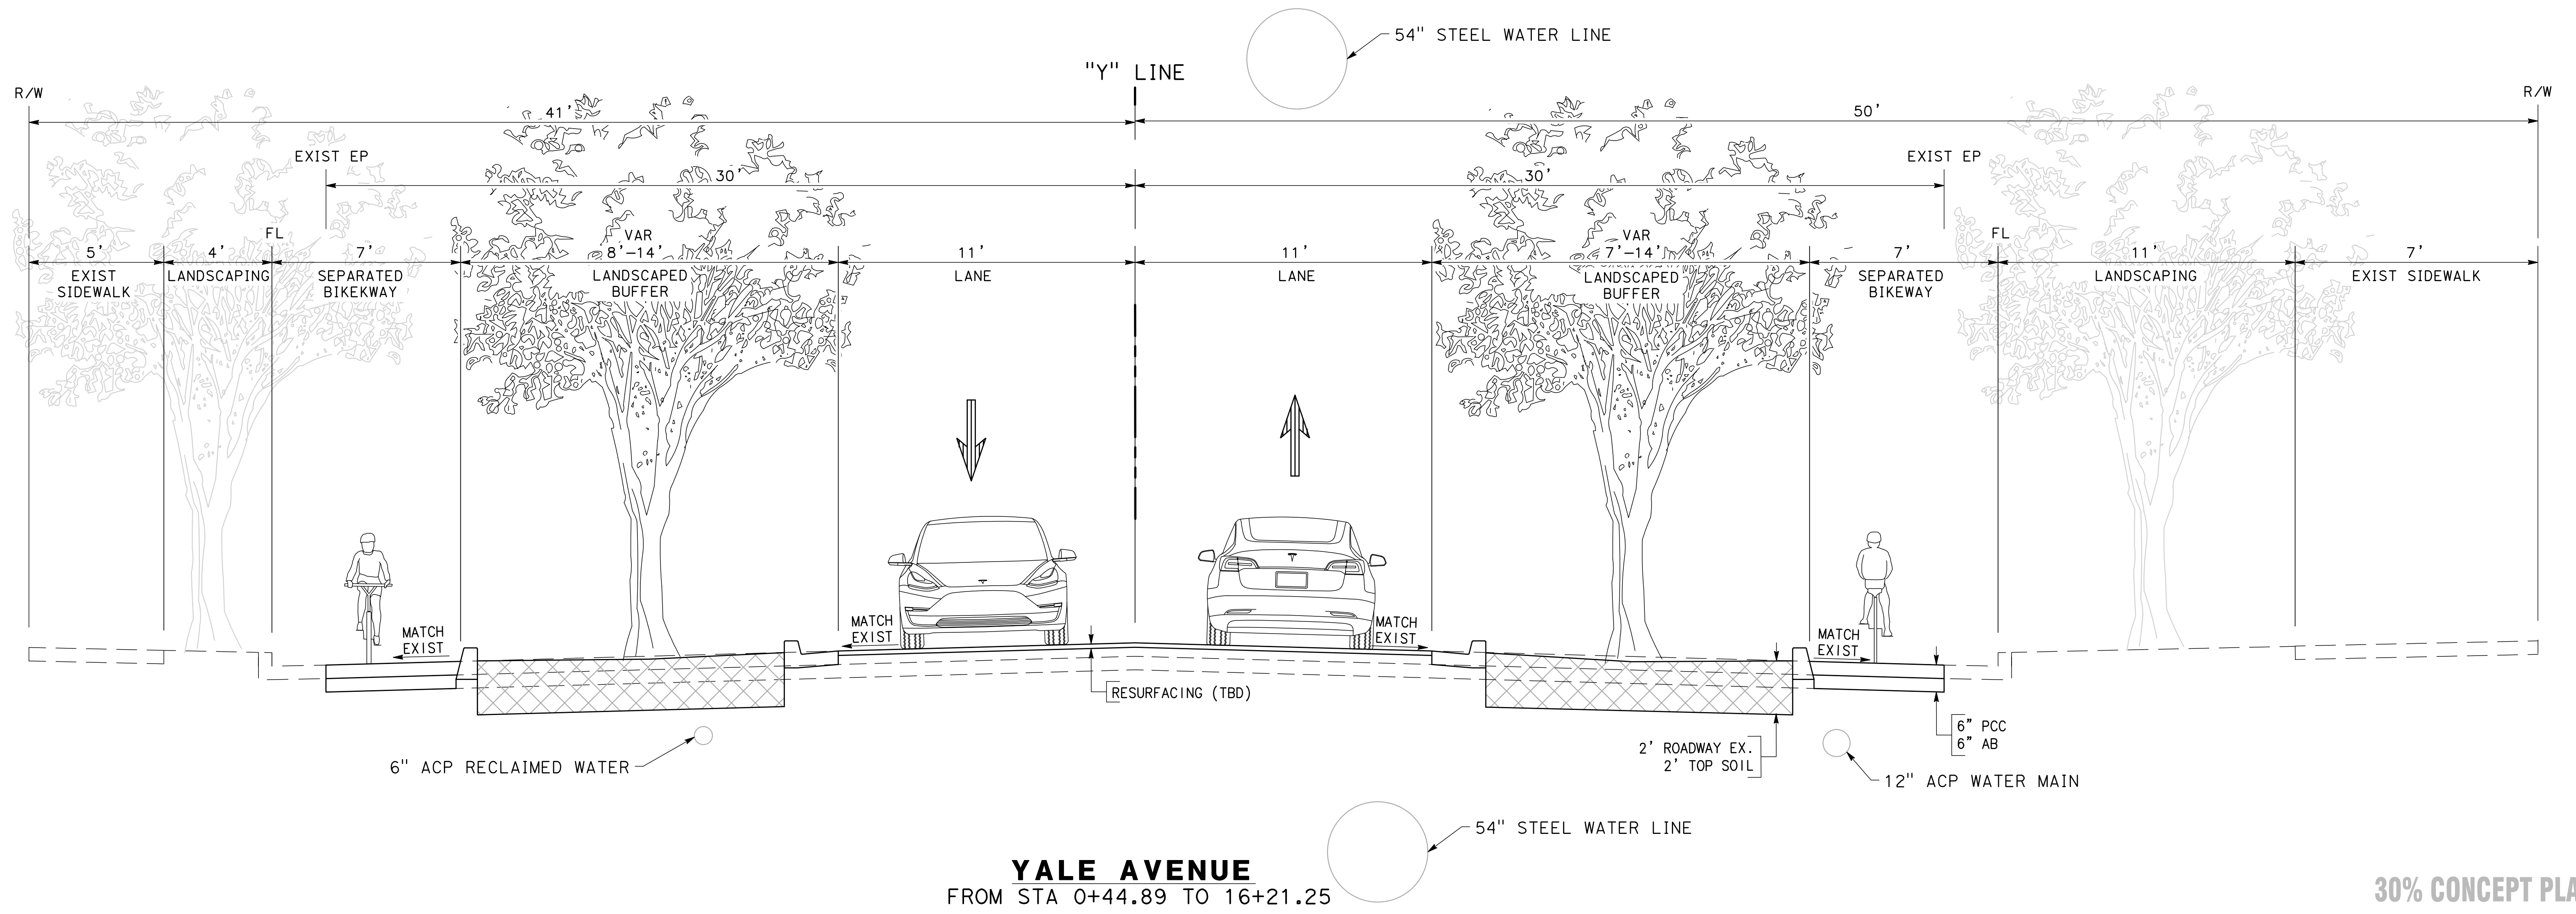 54" STEEL WATER LINE
"Y" LINE
R/W
R/W
41'
50'
EXIST EP
EXIST EP
30'
30'
FL
FL
5'
4'
7'
VAR
8'-14'
11'
11'
VAR
7'-14'
7'
11'
7'
EXIST
SIDEWALK
LANDSCAPING
SEPARATED
BIKEKWAY
LANDSCAPED
BUFFER
LANE
LANE
LANDSCAPED
BUFFER
SEPARATED
BIKEWAY
LANDSCAPING
EXIST SIDEWALK
MATCH
EXIST
MATCH
EXIST
MATCH
EXIST
MATCH
EXIST
RESURFACING (TBD)
6" ACP RECLAIMED WATER
2' ROADWAY EX.
2' TOP SOIL
6" PCC
6" AB
12" ACP WATER MAIN
54" STEEL WATER LINE
YALE AVENUE
FROM STA 0+44.89 TO 16+21.25
30% CONCEPT PLA